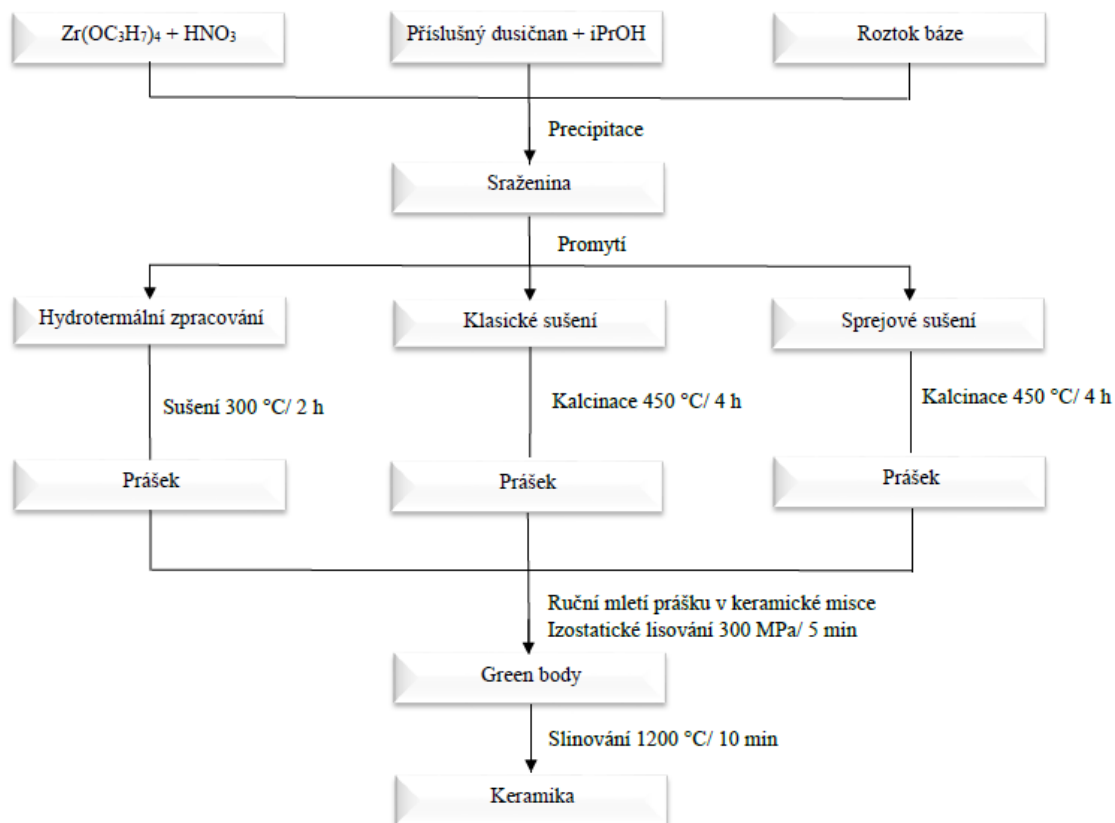 Zr(OC₃H₇)₄ + HNO₃
Příslušný dusičnan + iPrOH
Roztok báze
Precipitace
Sraženina
Promytí
Hydrotermální zpracování
Klasické sušení
Sprejové sušení
Sušení 300 °C/ 2 h
Kalcinace 450 °C/ 4 h
Kalcinace 450 °C/ 4 h
Prášek
Prášek
Prášek
Ruční mletí prášku v keramické misce
Izostatické lisování 300 MPa/ 5 min
Green body
Slinování 1200 °C/ 10 min
Keramika